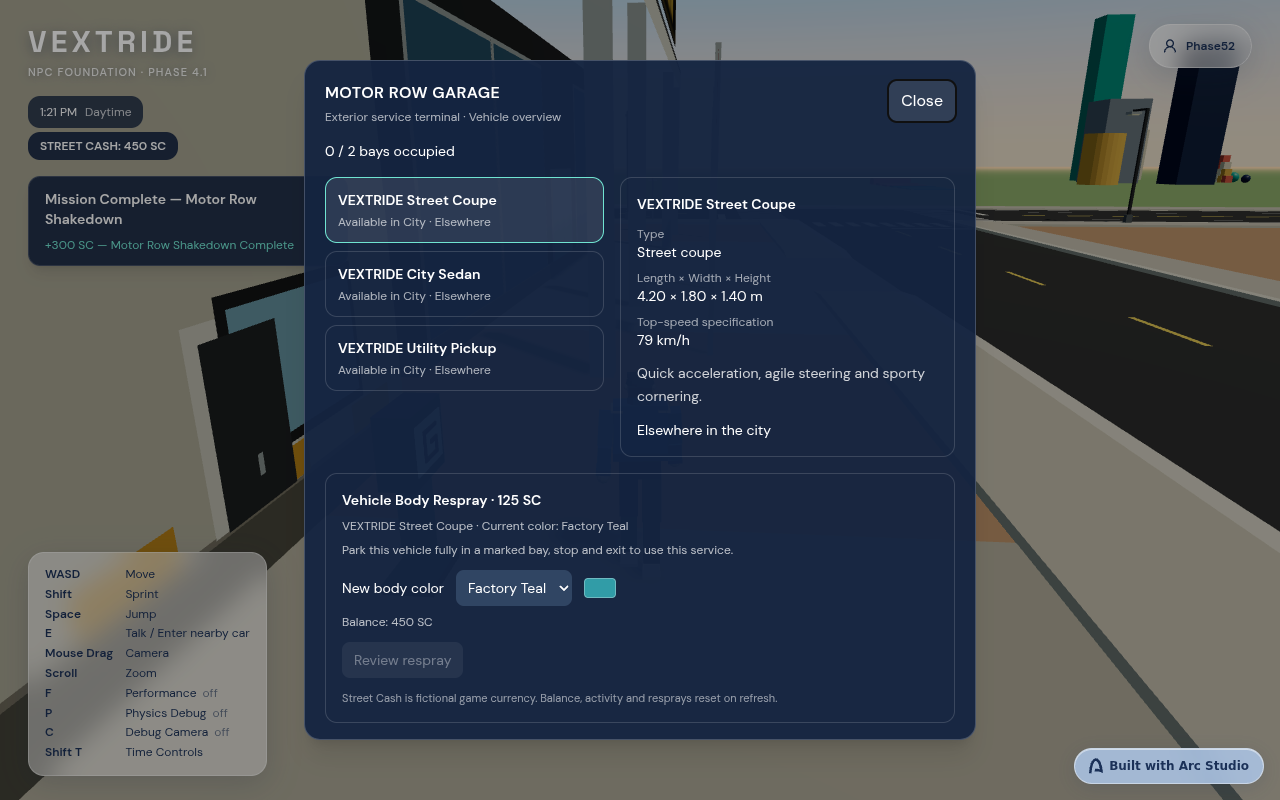 VEXTRIDE
NPC FOUNDATION · PHASE 4.1
1:21 PM Daytime
STREET CASH: 450 SC
Mission Complete — Motor Row
Shakedown
+300 SC — Motor Row Shakedown Complete
Phase52
MOTOR ROW GARAGE
Exterior service terminal · Vehicle overview
Close
0 / 2 bays occupied
VEXTRIDE Street Coupe
Available in City · Elsewhere
VEXTRIDE City Sedan
Available in City · Elsewhere
VEXTRIDE Utility Pickup
Available in City · Elsewhere
VEXTRIDE Street Coupe
Type
Street coupe
Length × Width × Height
4.20 × 1.80 × 1.40 m
Top-speed specification
79 km/h
Quick acceleration, agile steering and sporty
cornering.
Elsewhere in the city
G
Vehicle Body Respray · 125 SC
VEXTRIDE Street Coupe · Current color: Factory Teal
Park this vehicle fully in a marked bay, stop and exit to use this service.
New body color Factory Teal
Balance: 450 SC
Review respray
Street Cash is fictional game currency. Balance, activity and resprays reset on refresh.
WASD Move
Shift Sprint
Space Jump
E Talk / Enter nearby car
Mouse Drag Camera
Scroll Zoom
F Performance off
P Physics Debug off
C Debug Camera off
Shift T Time Controls
Built with Arc Studio